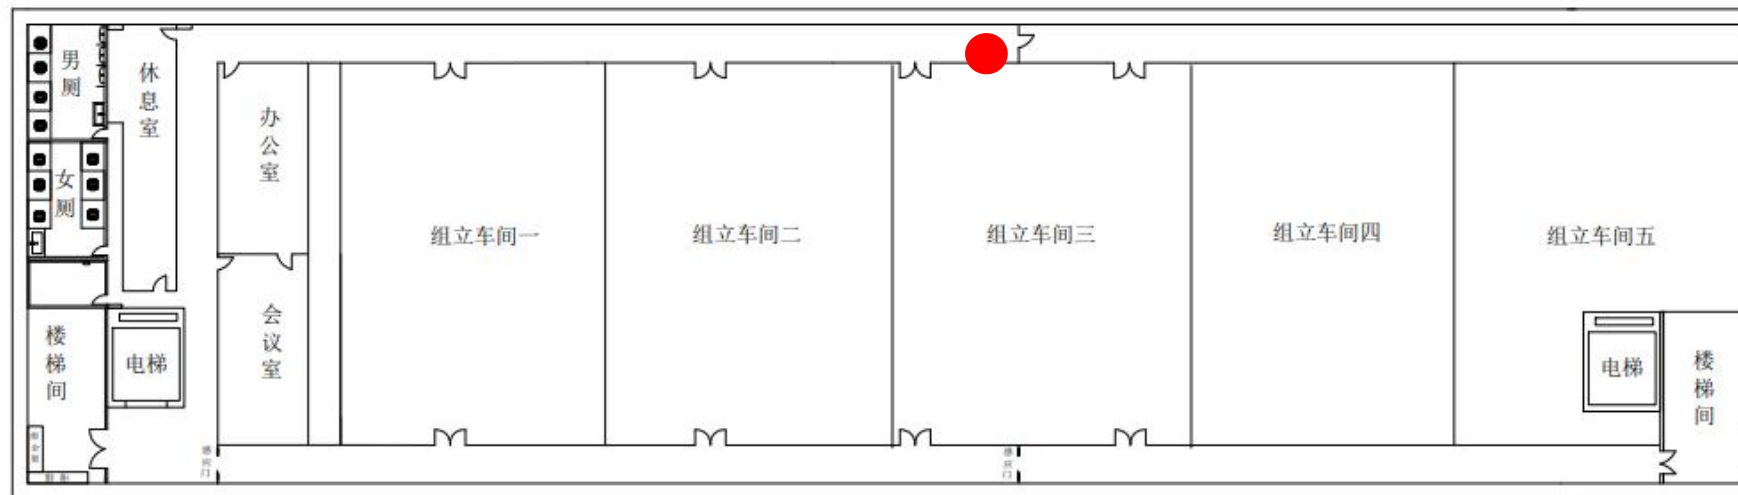 男厕
休息室
办公室
女厕
组立车间一
组立车间二
组立车间三
组立车间四
组立车间五
会议室
楼梯间
电梯
电梯
楼梯间